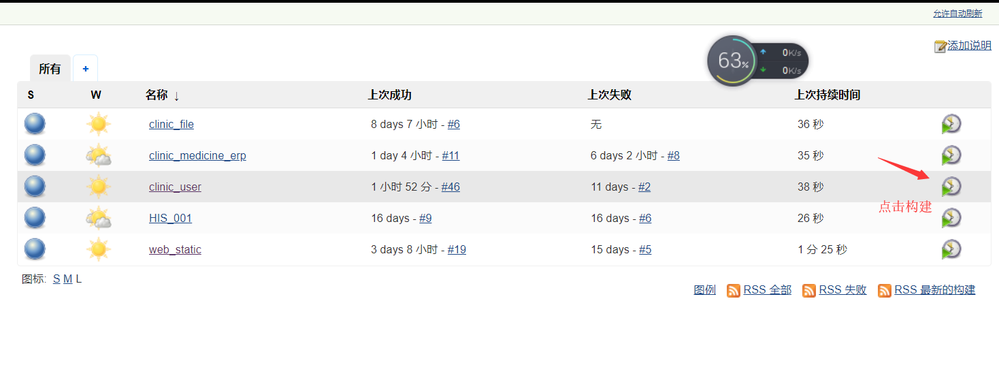 允许自动刷新
添加说明
63% 0K/s
0K/s
所有 +
S W 名称 ↓ 上次成功 上次失败 上次持续时间
clinic_file 8 days 7 小时 - #6 无 36 秒
clinic_medicine_erp 1 day 4 小时 - #11 6 days 2 小时 - #8 35 秒
clinic_user 1 小时 52 分 - #46 11 days - #2 38 秒
点击构建
HIS_001 16 days - #9 16 days - #6 26 秒
web_static 3 days 8 小时 - #19 15 days - #5 1 分 25 秒
图标: S M L
图例 RSS 全部 RSS 失败 RSS 最新的构建